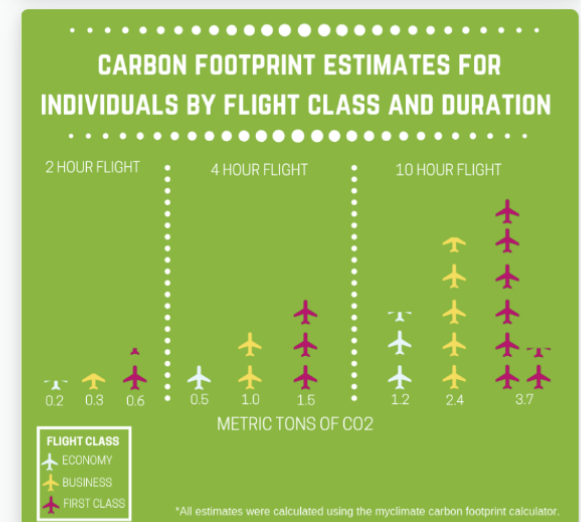 CARBON FOOTPRINT ESTIMATES FOR
INDIVIDUALS BY FLIGHT CLASS AND DURATION
2 HOUR FLIGHT
4 HOUR FLIGHT
10 HOUR FLIGHT
0.2 0.3 0.6 0.5 1.0 1.5 1.2 2.4 3.7
METRIC TONS OF CO2
FLIGHT CLASS
ECONOMY
BUSINESS
FIRST CLASS
*All estimates were calculated using the myclimate carbon footprint calculator.